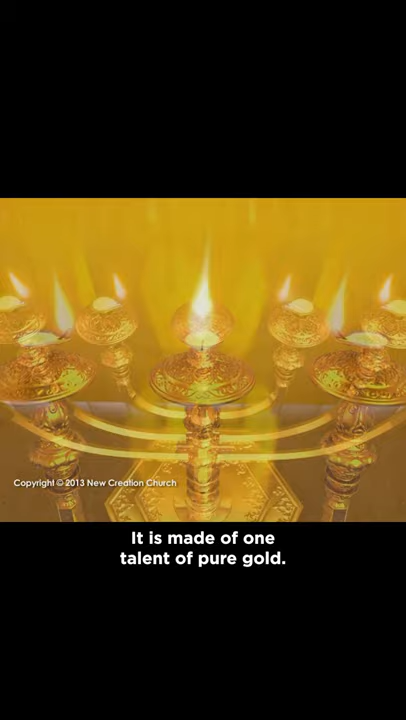 Copyright © 2013 New Creation Church
It is made of one
talent of pure gold.